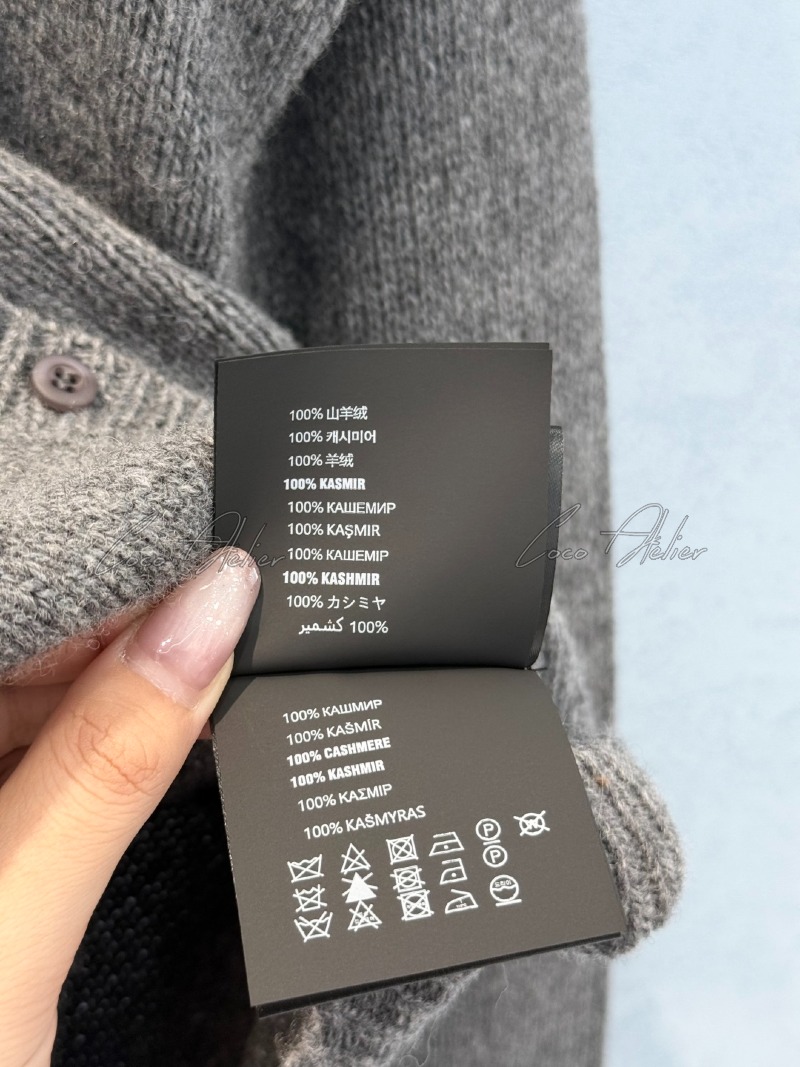 100% 山羊绒
100% 캐시미어
100% 羊绒
100% KASMIR
100% КАШЕМИР
100% KAŞMIR
100% КАШЕМІР
100% KASHMIR
100% カシミヤ
100% كشمير
Coco Atelier
Coco Atelier
100% КАШМИР
100% KAŠMÍR
100% CASHMERE
100% KASHMIR
100% ΚΑΣΜΙΡ
100% KAŠMYRAS
P
W
P